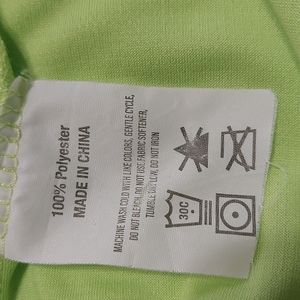 100% Polyester
MADE IN CHINA
MACHINE WASH COLD WITH LIKE COLORS, GENTLE CYCLE,
DO NOT BLEACH, DO NOT USE FABRIC SOFTENER,
TUMBLE DRY LOW, DO NOT IRON
30C